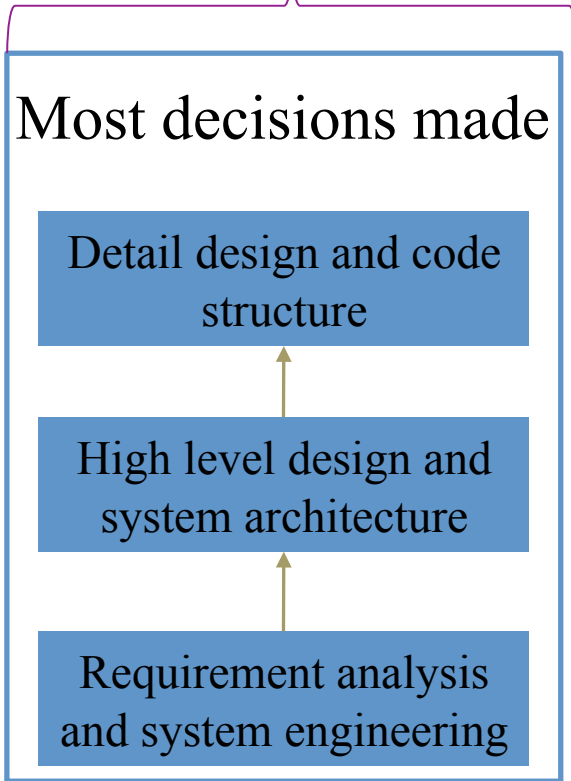 Most decisions made
Detail design and code
structure
High level design and
system architecture
Requirement analysis
and system engineering